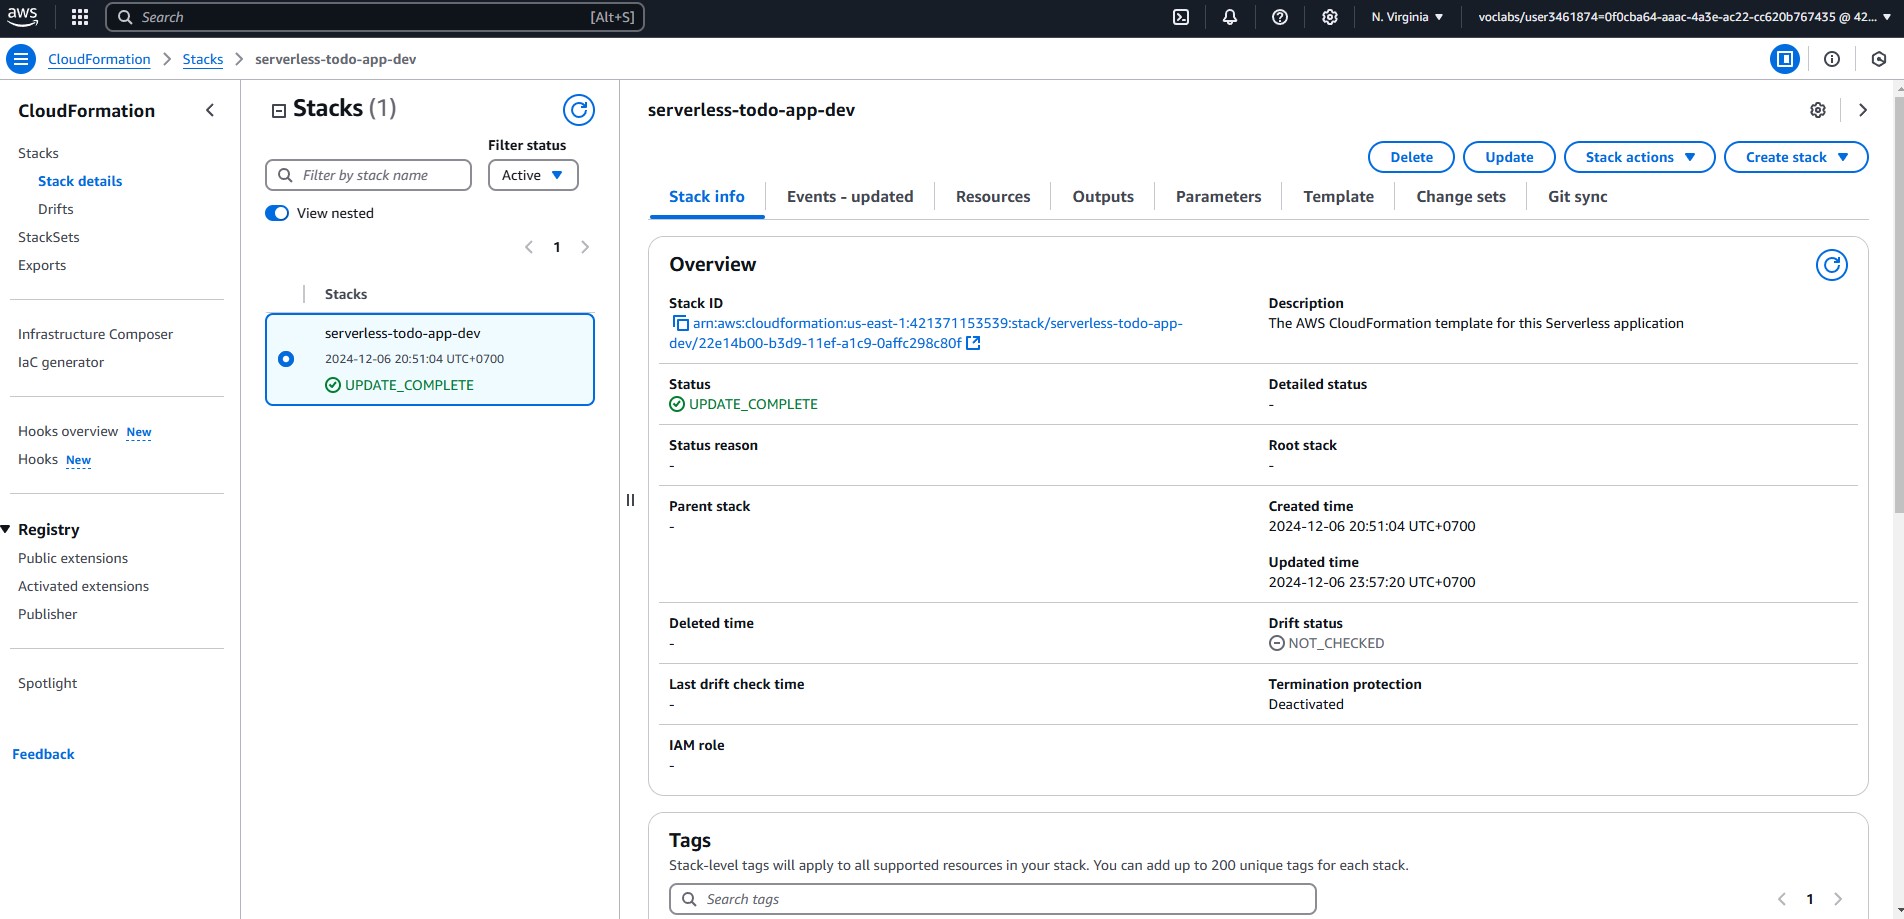 aws
Search [Alt+S]
N. Virginia
voclabs/user3461874=0f0cba64-aaac-4a3e-ac22-cc620b767435 @ 42...
CloudFormation
Stacks
serverless-todo-app-dev
CloudFormation
Stacks
Stack details
Drifts
StackSets
Exports
Infrastructure Composer
IaC generator
Hooks overview New
Hooks New
Registry
Public extensions
Activated extensions
Publisher
Spotlight
Feedback
Stacks (1)
Filter status
Filter by stack name
Active
View nested
1
Stacks
serverless-todo-app-dev
2024-12-06 20:51:04 UTC+0700
UPDATE_COMPLETE
serverless-todo-app-dev
Delete
Update
Stack actions
Create stack
Stack info
Events - updated
Resources
Outputs
Parameters
Template
Change sets
Git sync
Overview
Stack ID
arn:aws:cloudformation:us-east-1:421371153539:stack/serverless-todo-app-
dev/22e14b00-b3d9-11ef-a1c9-0affc298c80f
Description
The AWS CloudFormation template for this Serverless application
Status
UPDATE_COMPLETE
Detailed status
-
Status reason
-
Root stack
-
Parent stack
-
Created time
2024-12-06 20:51:04 UTC+0700
Updated time
2024-12-06 23:57:20 UTC+0700
Deleted time
-
Drift status
NOT_CHECKED
Last drift check time
-
Termination protection
Deactivated
IAM role
-
Tags
Stack-level tags will apply to all supported resources in your stack. You can add up to 200 unique tags for each stack.
Search tags
1